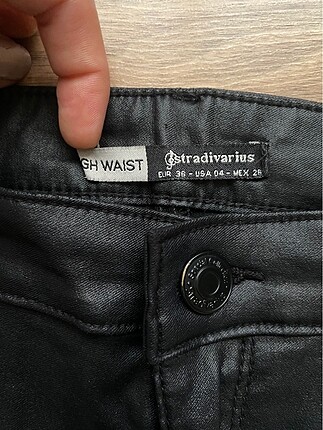 GH WAIST
stradivarius
EUR 36 - USA 04 - MEX 26